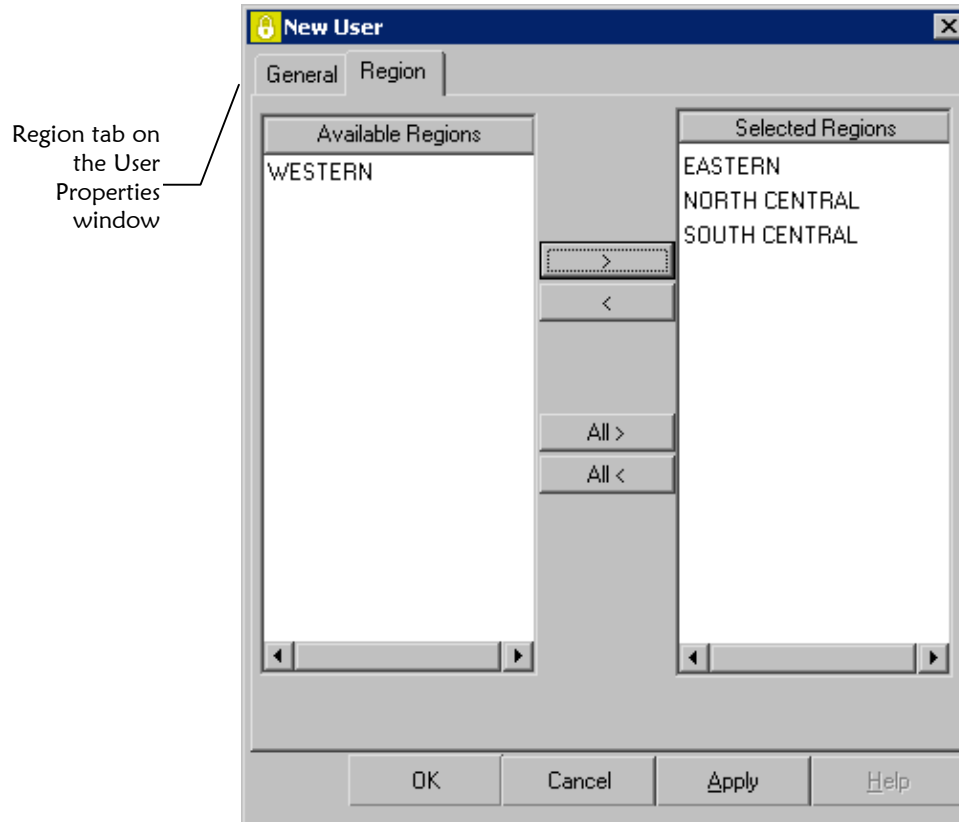 New User
General
Region
Region tab on
the User
Properties
window
Available Regions
WESTERN
>
<
All >
All <
Selected Regions
EASTERN
NORTH CENTRAL
SOUTH CENTRAL
OK
Cancel
Apply
Help